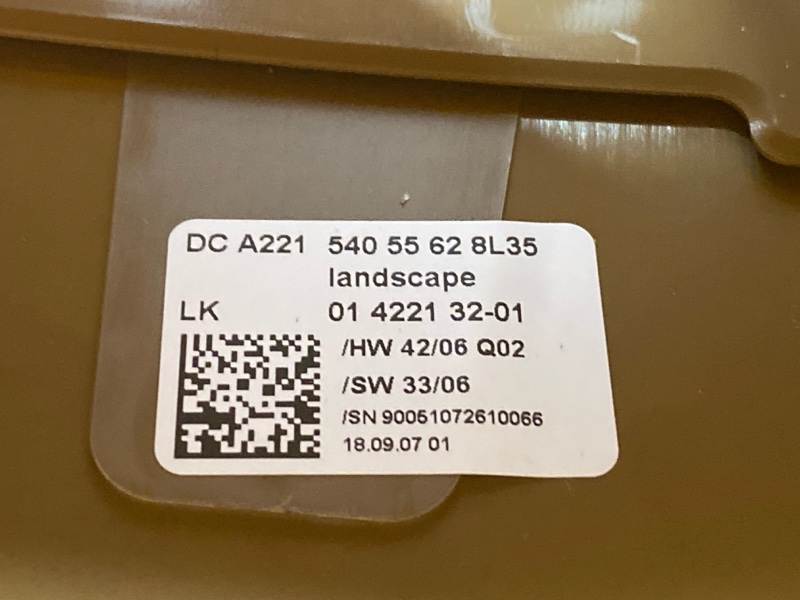 DC A221 540 55 62 8L35
landscape
LK 01 4221 32-01
/HW 42/06 Q02
/SW 33/06
/SN 90051072610066
18.09.07 01